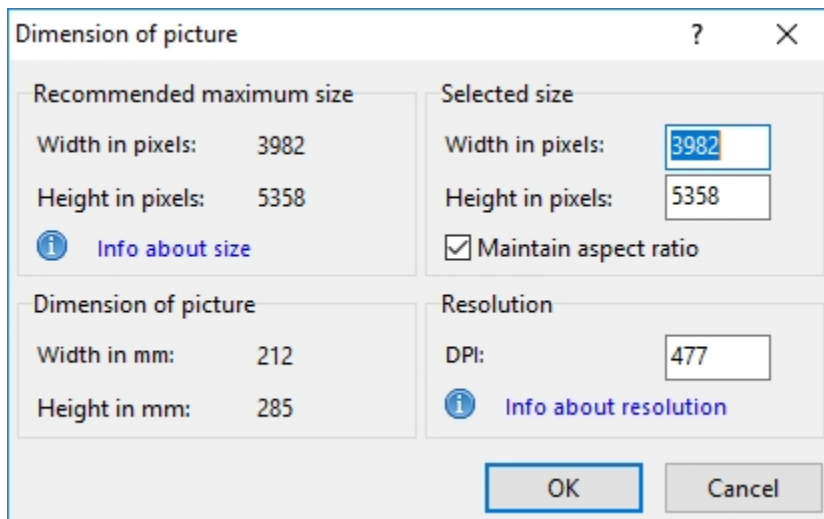 Dimension of picture
Recommended maximum size
Width in pixels: 3982
Height in pixels: 5358
Info about size
Selected size
Width in pixels: 3982
Height in pixels: 5358
Maintain aspect ratio
Dimension of picture
Width in mm: 212
Height in mm: 285
Resolution
DPI: 477
Info about resolution
OK
Cancel